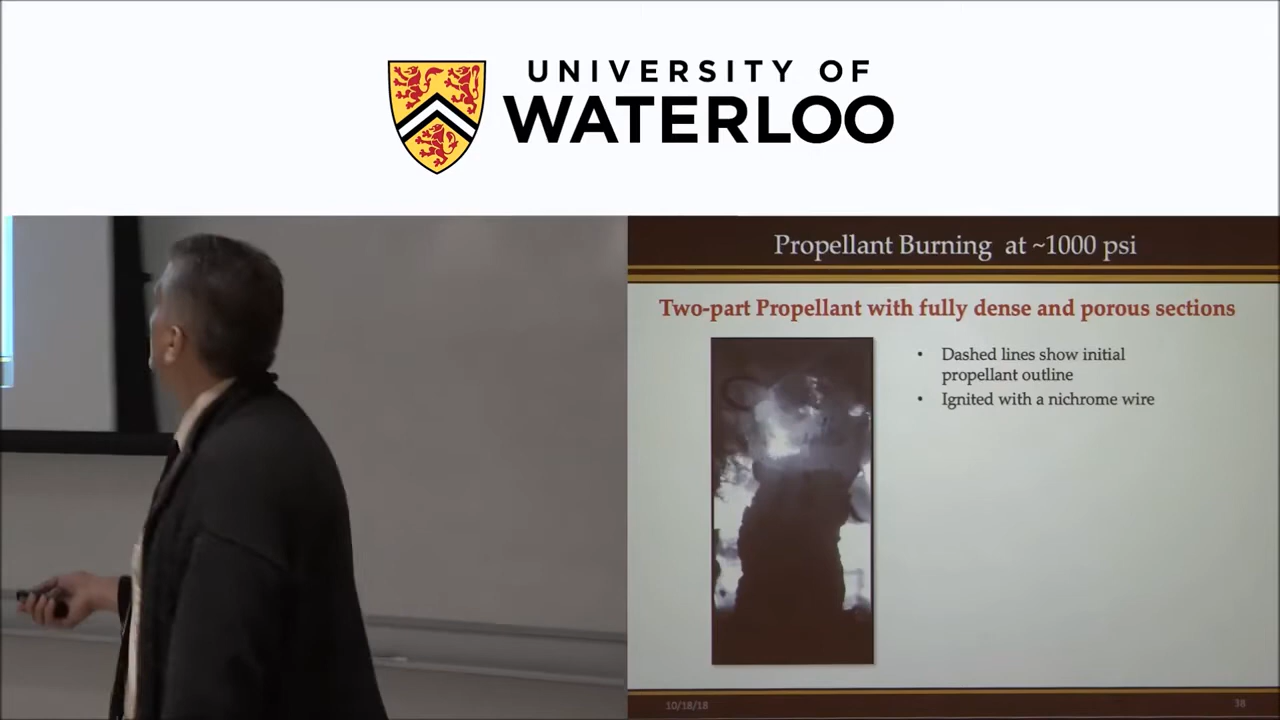 UNIVERSITY OF
WATERLOO
Propellant Burning at ~1000 psi
Two-part Propellant with fully dense and porous sections
• Dashed lines show initial
propellant outline
• Ignited with a nichrome wire
10/18/18
38